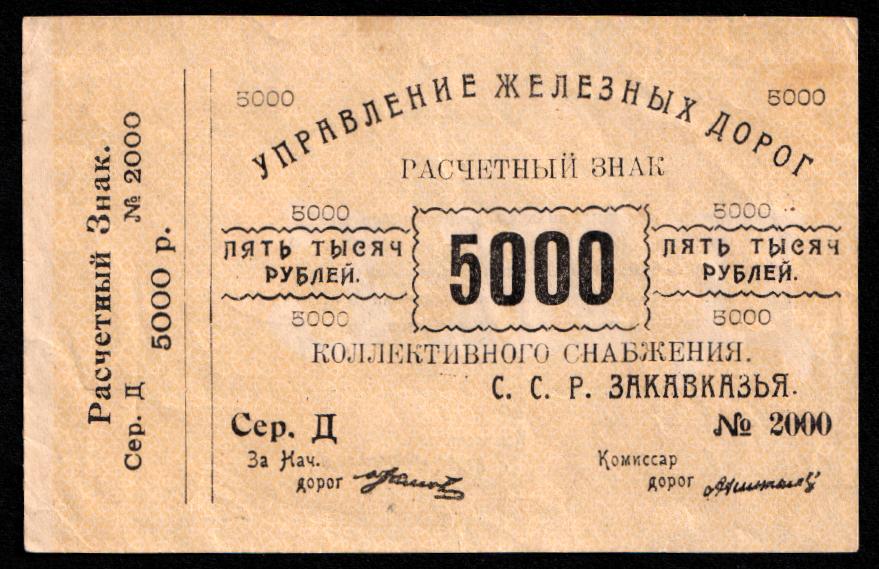 Расчетный Знак.
Сер. Д № 2000
5000 р.
5000 5000
УПРАВЛЕНИЕ ЖЕЛЕЗНЫХ ДОРОГ
РАСЧЕТНЫЙ ЗНАК
5000 5000
ПЯТЬ ТЫСЯЧ
РУБЛЕЙ.
5000
ПЯТЬ ТЫСЯЧ
РУБЛЕЙ.
5000 5000
КОЛЛЕКТИВНОГО СНАБЖЕНИЯ.
С. С. Р. ЗАКАВКАЗЬЯ.
Сер. Д № 2000
За Нач.
дорог
Комиссар
дорог